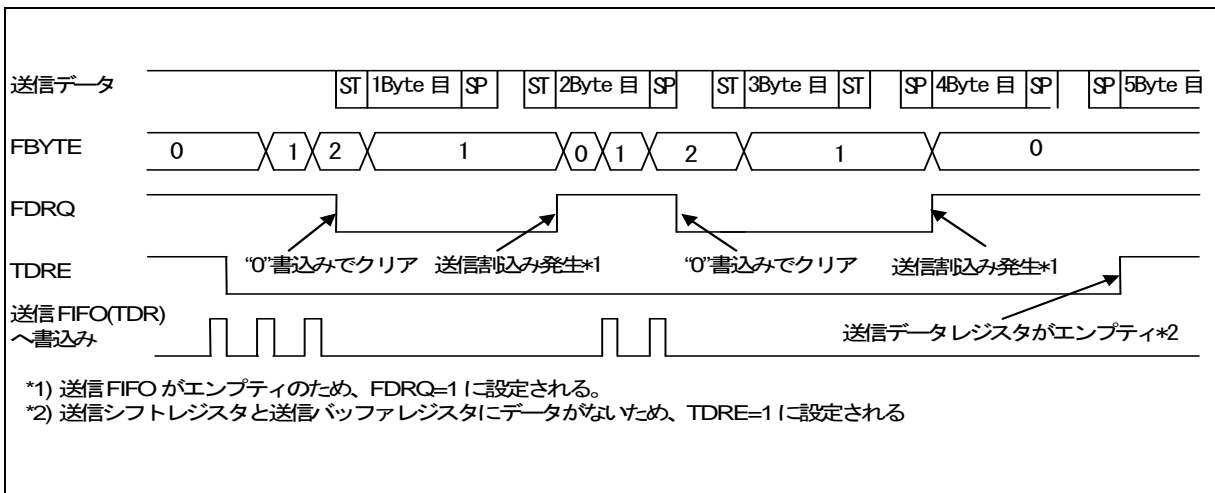 送信データ ST 1Byte 目 SP ST 2Byte 目 SP ST 3Byte 目 ST SP 4Byte 目 SP SP 5Byte 目
FBYTE 0 1 2 1 0 1 2 1 0
FDRQ
“0”書込みでクリア 送信割込み発生*1 “0”書込みでクリア 送信割込み発生*1
TDRE
送信FIFO(TDR)
へ書込み
送信データレジスタがエンプティ*2
*1) 送信FIFO がエンプティのため、FDRQ=1 に設定される。
*2) 送信シフトレジスタと送信バッファレジスタにデータがないため、TDRE=1 に設定される